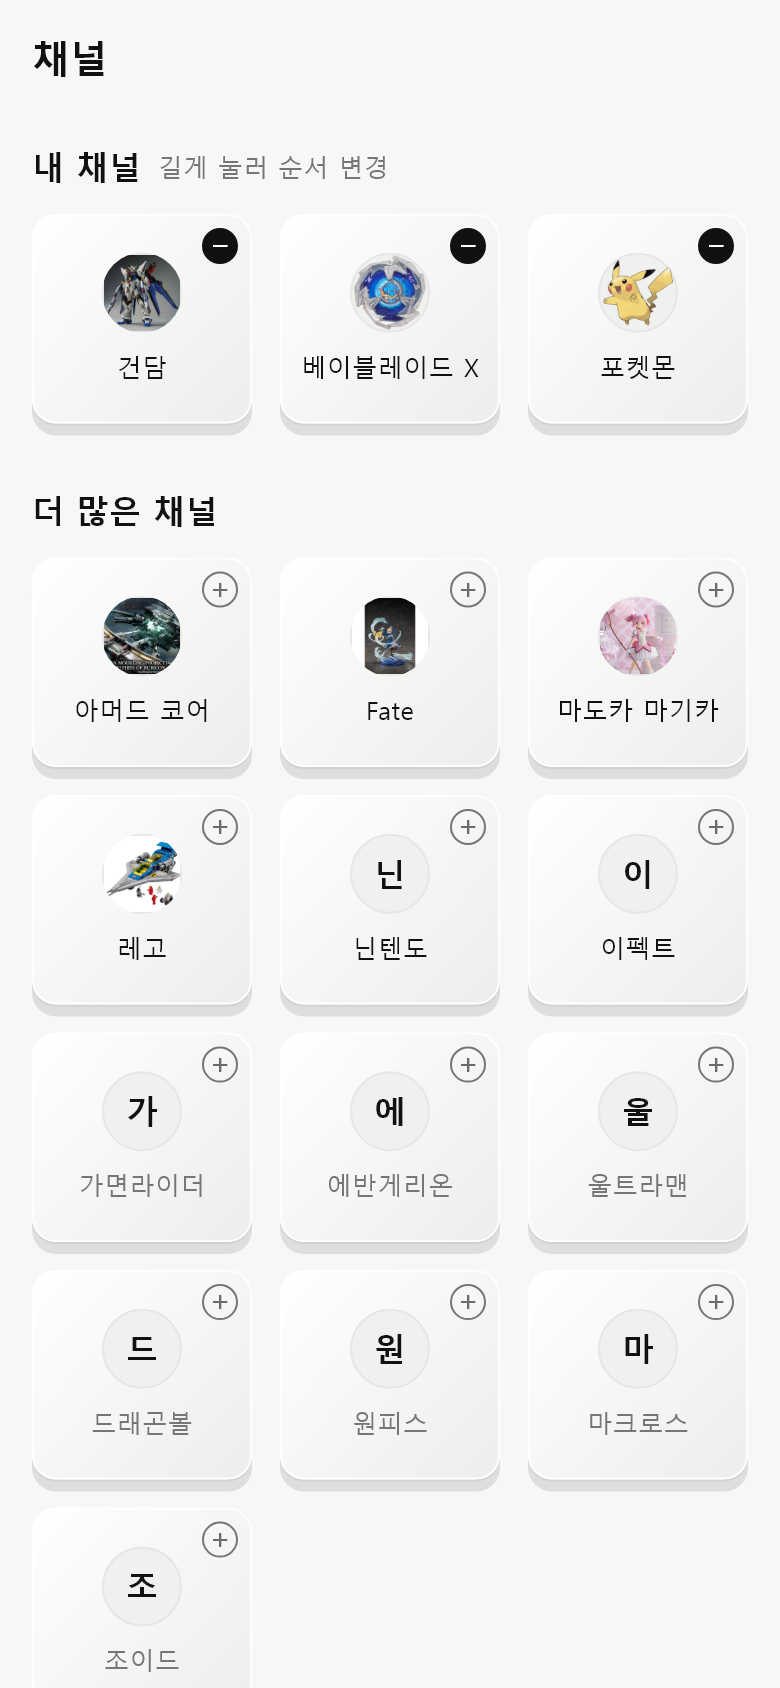 채널
내 채널 길게 눌러 순서 변경
건담
베이블레이드 X
포켓몬
더 많은 채널
아머드 코어
Fate
마도카 마기카
레고
닌
닌텐도
이
이펙트
가
가면라이더
에
에반게리온
울
울트라맨
드
드래곤볼
원
원피스
마
마크로스
조
조이드